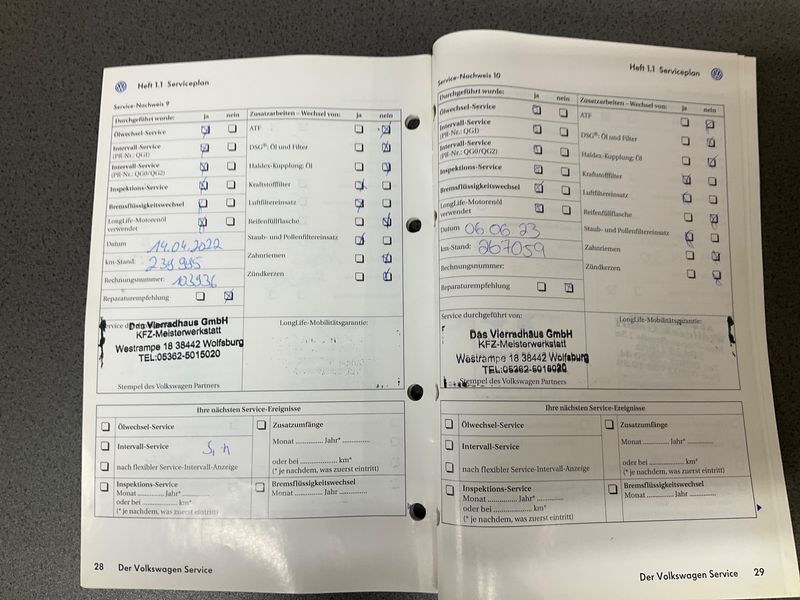 Heft 1.1 Serviceplan
Service-Nachweis 9
Durchgeführt wurde: ja nein
Ölwechsel-Service
Intervall-Service
(PR-Nr.: QG1)
Intervall-Service
(PR-Nr.: QG0/QG2)
Inspektions-Service
Bremsflüssigkeitswechsel
LongLife-Motorenöl
verwendet
Datum 14.04.2022
km-Stand:
Rechnungsnummer: 103936
Reparaturempfehlung
Zusatzarbeiten – Wechsel von: ja nein
ATF
DSG®: Öl und Filter
Haldex-Kupplung: Öl
Kraftstofffilter
Luftfiltereinsatz
Reifenfüllflasche
Staub- und Pollenfiltereinsatz
Zahnriemen
Zündkerzen
Das Vierradhaus GmbH
KFZ-Meisterwerkstatt
Westrampe 18 38442 Wolfsburg
TEL:05362-5015020
Stempel des Volkswagen Partners
LongLife-Mobilitätsgarantie:
Ihre nächsten Service-Ereignisse
Ölwechsel-Service
Intervall-Service
nach flexibler Service-Intervall-Anzeige
Inspektions-Service
Monat .......... Jahr* ..........
oder bei .......... km*
(* je nachdem, was zuerst eintritt)
Zusatzumfänge
Monat .......... Jahr* ..........
oder bei .......... km*
(* je nachdem, was zuerst eintritt)
Bremsflüssigkeitswechsel
Monat .......... Jahr ..........
28 Der Volkswagen Service
Heft 1.1 Serviceplan
Service-Nachweis 10
Durchgeführt wurde: ja nein
Ölwechsel-Service
Intervall-Service
(PR-Nr.: QG1)
Intervall-Service
(PR-Nr.: QG0/QG2)
Inspektions-Service
Bremsflüssigkeitswechsel
LongLife-Motorenöl
verwendet
Datum 06.06.23
km-Stand: 267059
Rechnungsnummer:
Reparaturempfehlung
Zusatzarbeiten – Wechsel von: ja nein
ATF
DSG®: Öl und Filter
Haldex-Kupplung: Öl
Kraftstofffilter
Luftfiltereinsatz
Reifenfüllflasche
Staub- und Pollenfiltereinsatz
Zahnriemen
Zündkerzen
Service durchgeführt von:
Das Vierradhaus GmbH
KFZ-Meisterwerkstatt
Westrampe 18 38442 Wolfsburg
TEL:05362-5015020
Stempel des Volkswagen Partners
LongLife-Mobilitätsgarantie:
Ihre nächsten Service-Ereignisse
Ölwechsel-Service
Intervall-Service
nach flexibler Service-Intervall-Anzeige
Inspektions-Service
Monat .......... Jahr* ..........
oder bei .......... km*
(* je nachdem, was zuerst eintritt)
Zusatzumfänge
Monat .......... Jahr* ..........
oder bei .......... km*
(* je nachdem, was zuerst eintritt)
Bremsflüssigkeitswechsel
Monat .......... Jahr ..........
Der Volkswagen Service 29